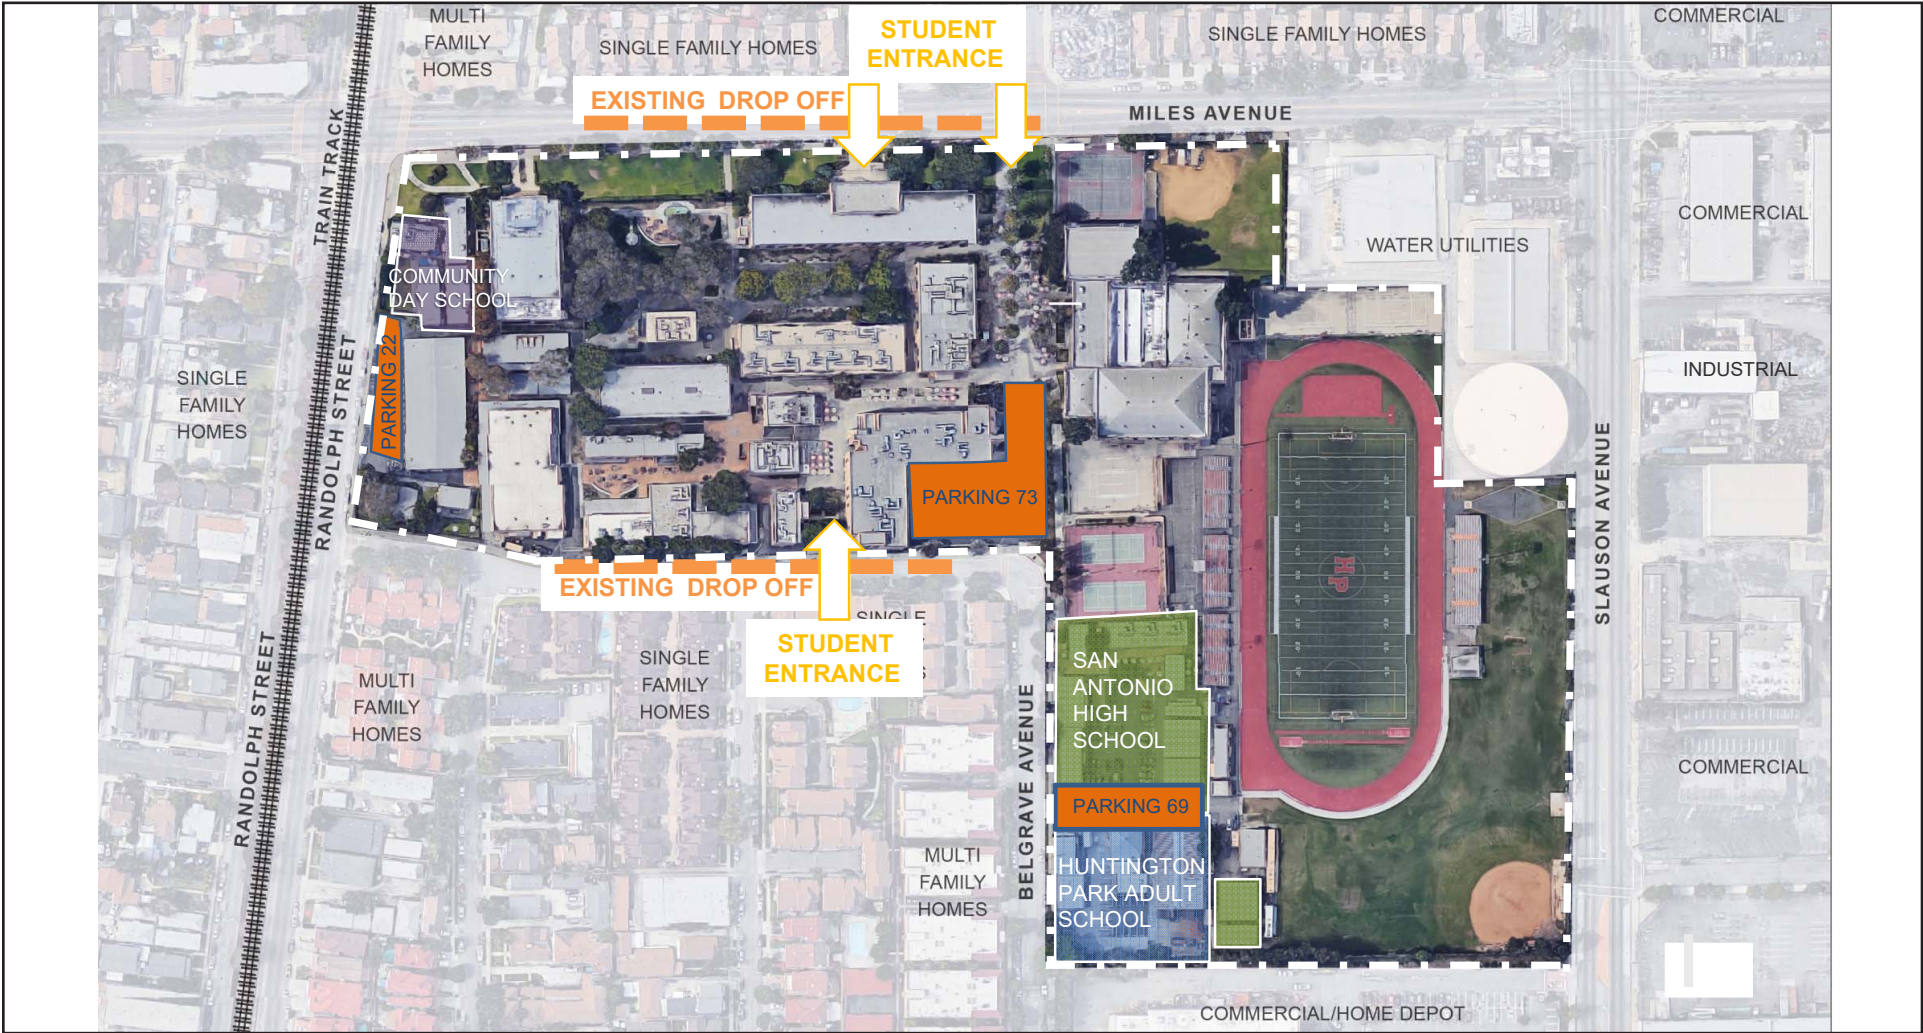 MULTI
FAMILY
HOMES
SINGLE FAMILY HOMES
STUDENT
ENTRANCE
SINGLE FAMILY HOMES
COMMERCIAL
EXISTING DROP OFF
MILES AVENUE
TRAIN TRACK
COMMERCIAL
WATER UTILITIES
COMMUNITY
DAY SCHOOL
RANDOLPH STREET
PARKING 22
SINGLE
FAMILY
HOMES
INDUSTRIAL
PARKING 73
SLAUSON AVENUE
HP
EXISTING DROP OFF
SINGLE
STUDENT
ENTRANCE
SINGLE
FAMILY
HOMES
MULTI
FAMILY
HOMES
RANDOLPH STREET
BELGRAVE AVENUE
SAN
ANTONIO
HIGH
SCHOOL
COMMERCIAL
PARKING 69
MULTI
FAMILY
HOMES
HUNTINGTON
PARK ADULT
SCHOOL
COMMERCIAL/HOME DEPOT